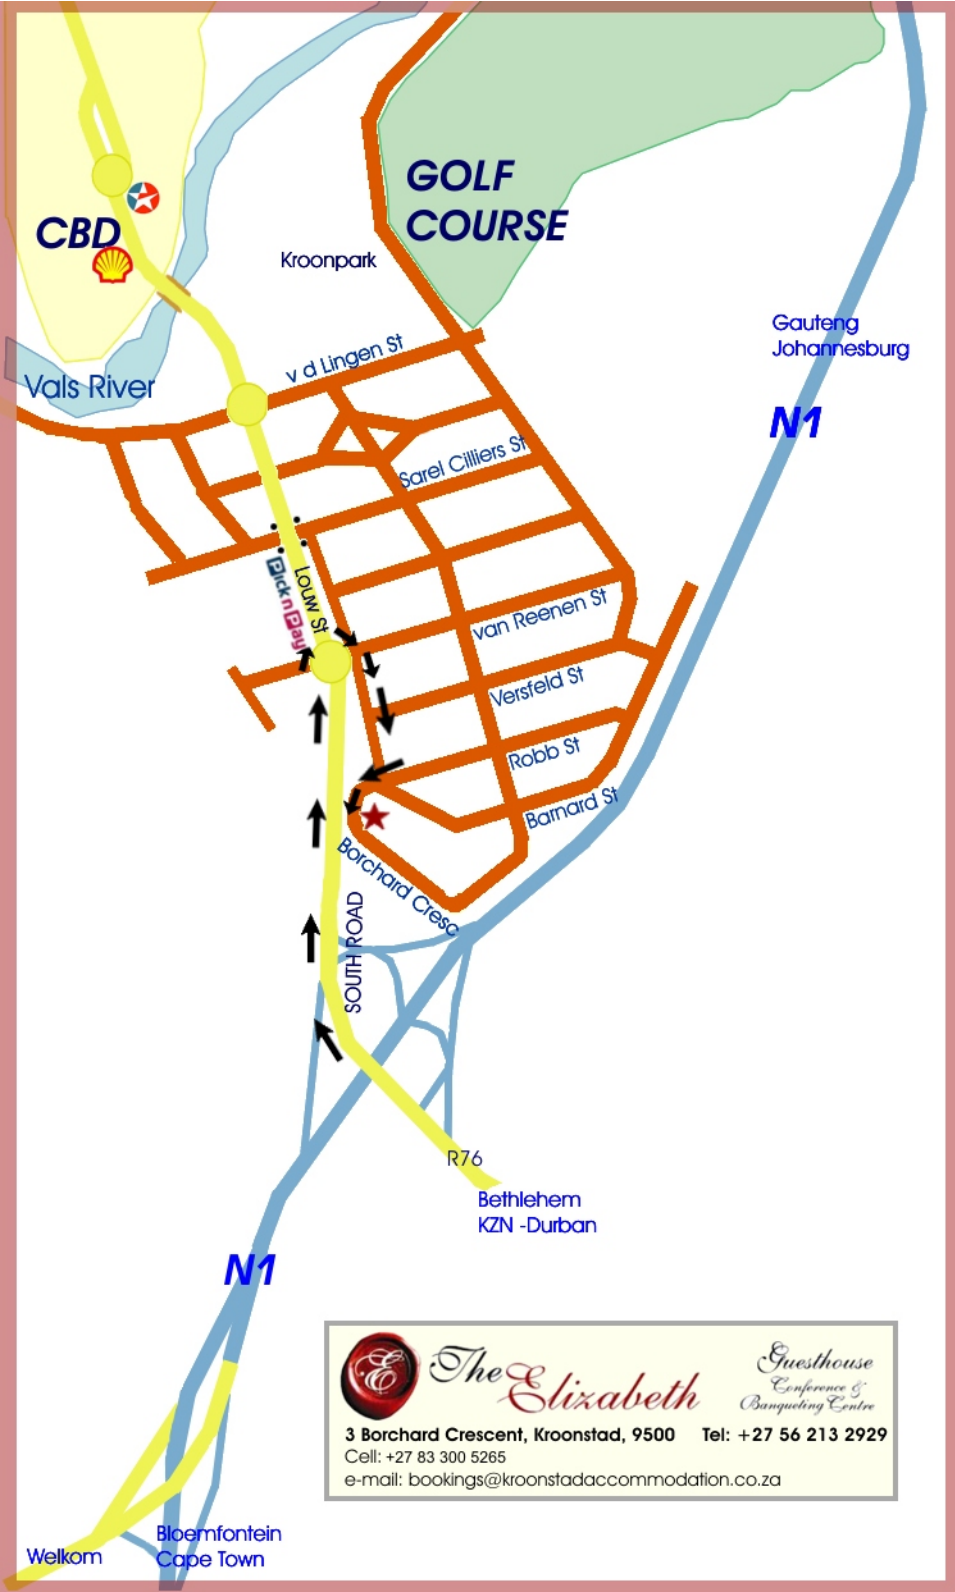 GOLF
COURSE
CBD
Kroonpark
Gauteng
Johannesburg
v d Lingen St
Vals River
N1
Sarel Cilliers St
Pick n Pay
Louw St
van Reenen St
Versfeld St
Robb St
Barnard St
Borchard Cresc
SOUTH ROAD
R76
Bethlehem
KZN -Durban
N1
The Elizabeth
Guesthouse
Conference &
Banqueting Centre
E
3 Borchard Crescent, Kroonstad, 9500 Tel: +27 56 213 2929
Cell: +27 83 300 5265
e-mail: bookings@kroonstadaccommodation.co.za
Bloemfontein
Cape Town
Welkom